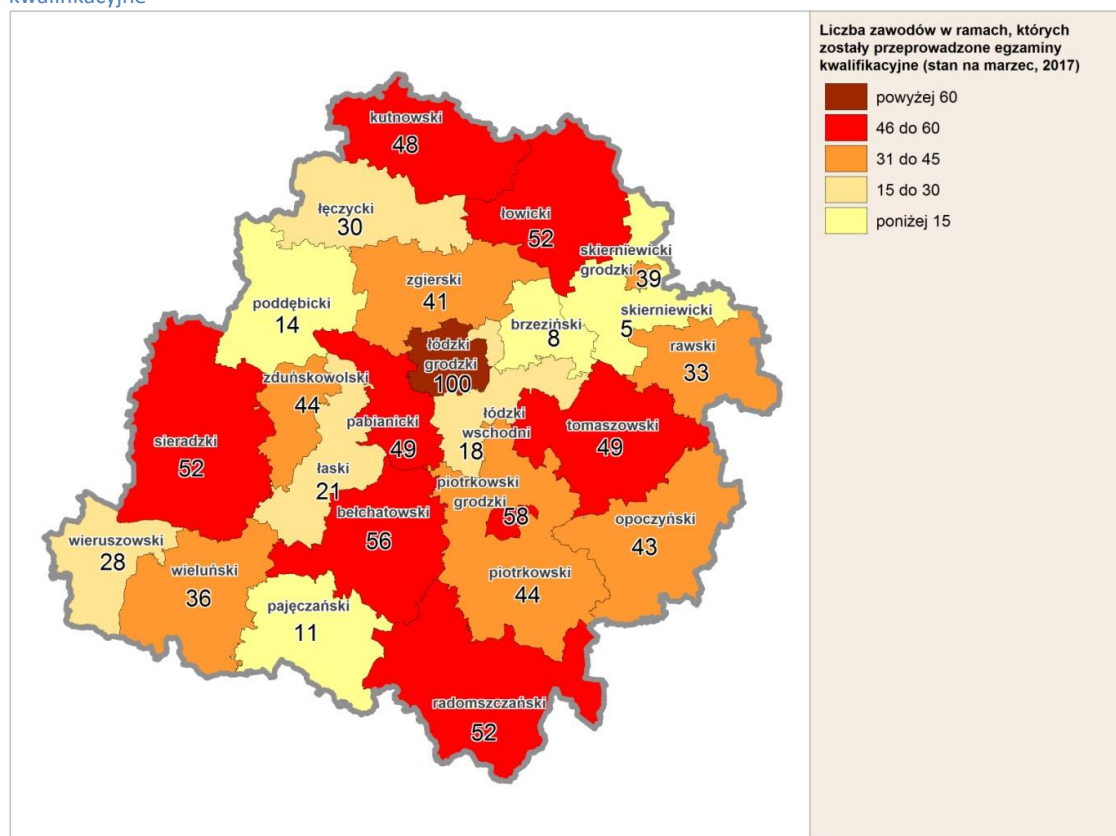 kwalifikacyjne
Liczba zawodów w ramach, których
zostały przeprowadzone egzaminy
kwalifikacyjne (stan na marzec, 2017)
powyżej 60
46 do 60
31 do 45
15 do 30
poniżej 15
kutnowski
48
łęczycki
30
łowicki
52
skierniewicki
grodzki
39
zgierski
41
poddębicki
14
skierniewicki
5
brzeziński
8
łódzki
grodzki
100
rawski
33
zduńskowolski
44
pabianicki
49
łódzki
wschodni
18
tomaszowski
49
sieradzki
52
łaski
21
piotrkowski
grodzki
58
bełchatowski
56
opoczyński
43
wieruszowski
28
wieluński
36
piotrkowski
44
pajęczański
11
radomszczański
52